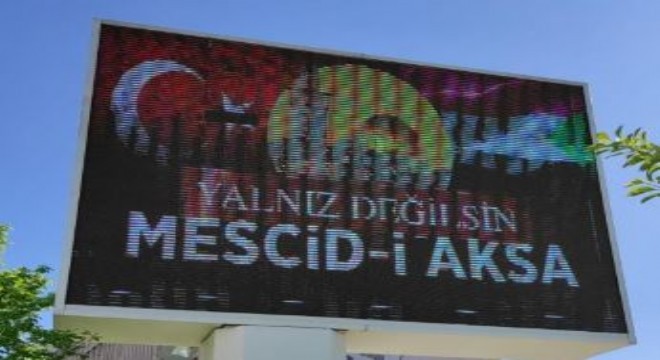 YALNIZ DEĞİLSİN
MESCİD-İ AKSA